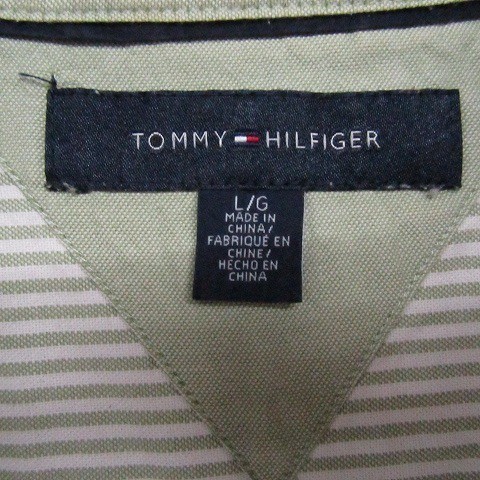 TOMMY HILFIGER
L/G
MADE IN
CHINA/
FABRIQUÉ EN
CHINE/
HECHO EN
CHINA